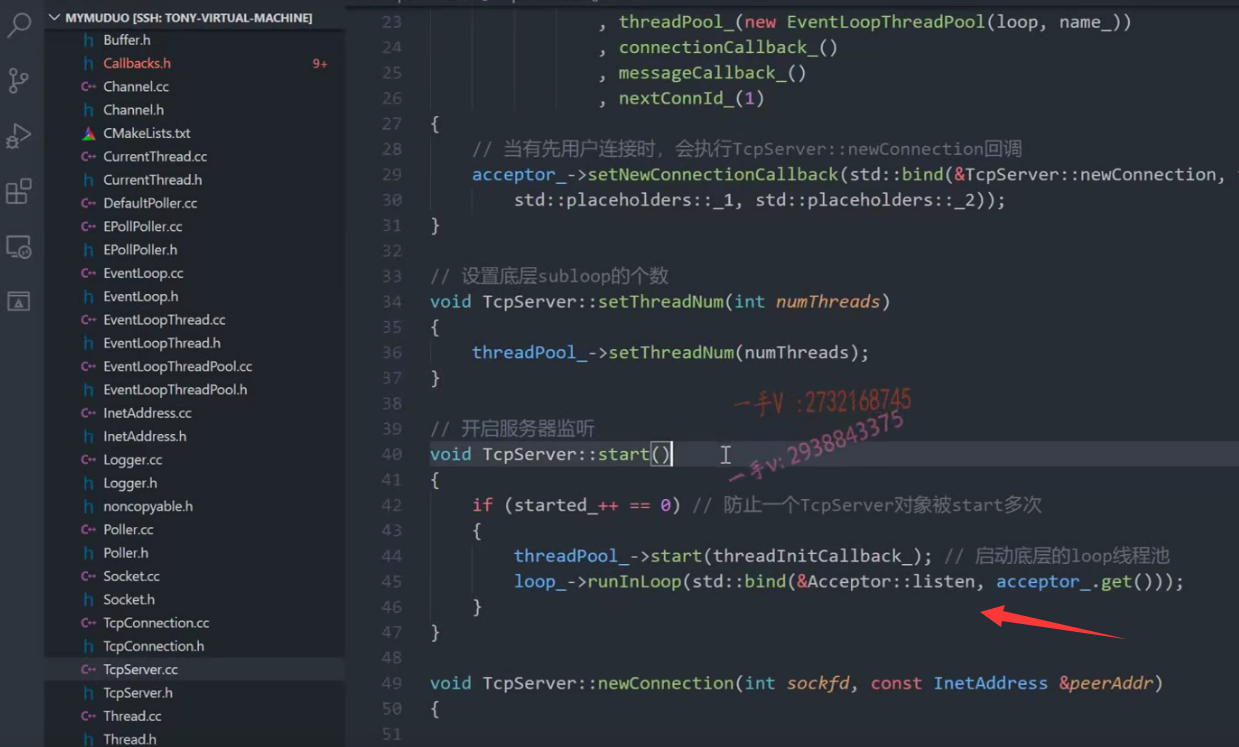 MYMUDUO [SSH: TONY-VIRTUAL-MACHINE]
Buffer.h
Callbacks.h 9+
Channel.cc
Channel.h
CMakeLists.txt
CurrentThread.cc
CurrentThread.h
DefaultPoller.cc
EPollPoller.cc
EPollPoller.h
EventLoop.cc
EventLoop.h
EventLoopThread.cc
EventLoopThread.h
EventLoopThreadPool.cc
EventLoopThreadPool.h
InetAddress.cc
InetAddress.h
Logger.cc
Logger.h
noncopyable.h
Poller.cc
Poller.h
Socket.cc
Socket.h
TcpConnection.cc
TcpConnection.h
TcpServer.cc
TcpServer.h
Thread.cc
Thread.h
23 , threadPool_(new EventLoopThreadPool(loop, name_))
24 , connectionCallback_()
25 , messageCallback_()
26 , nextConnId_(1)
27 {
28 // 当有先用户连接时，会执行TcpServer::newConnection回调
29 acceptor_->setNewConnectionCallback(std::bind(&TcpServer::newConnection,
30 std::placeholders::_1, std::placeholders::_2));
31 }
32
33 // 设置底层subloop的个数
34 void TcpServer::setThreadNum(int numThreads)
35 {
36 threadPool_->setThreadNum(numThreads);
37 }
38
39 // 开启服务器监听
40 void TcpServer::start()
41 {
42 if (started_++ == 0) // 防止一个TcpServer对象被start多次
43 {
44 threadPool_->start(threadInitCallback_); // 启动底层的loop线程池
45 loop_->runInLoop(std::bind(&Acceptor::listen, acceptor_.get()));
46 }
47 }
48
49 void TcpServer::newConnection(int sockfd, const InetAddress &peerAddr)
50 {
51
一手V :2732168745
一手v: 2938843375